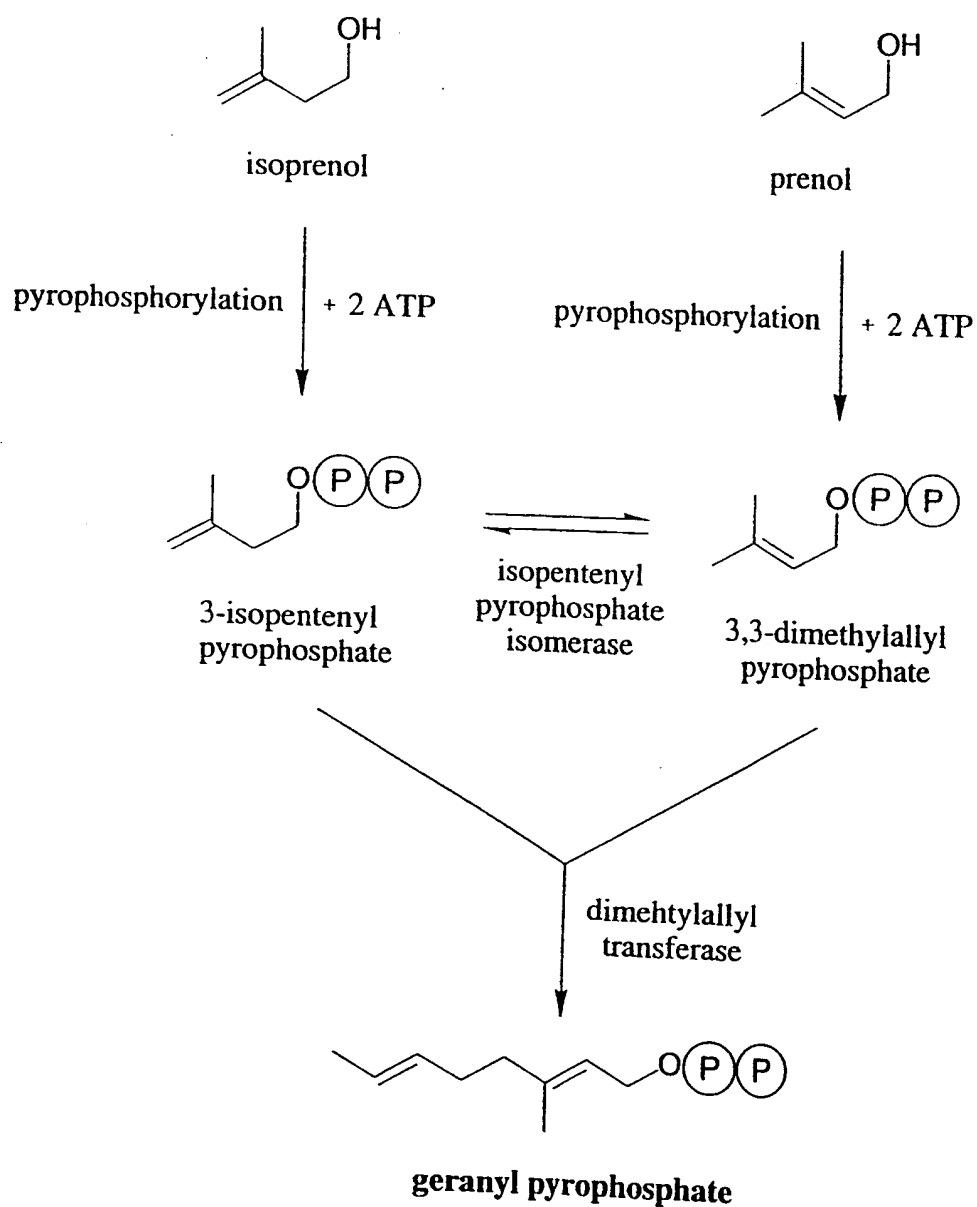 OH
OH
isoprenol
prenol
pyrophosphorylation
+ 2 ATP
pyrophosphorylation
+ 2 ATP
O P P
O P P
isopentenyl
pyrophosphate
isomerase
3-isopentenyl
pyrophosphate
3,3-dimethylallyl
pyrophosphate
dimehtylallyl
transferase
O P P
geranyl pyrophosphate